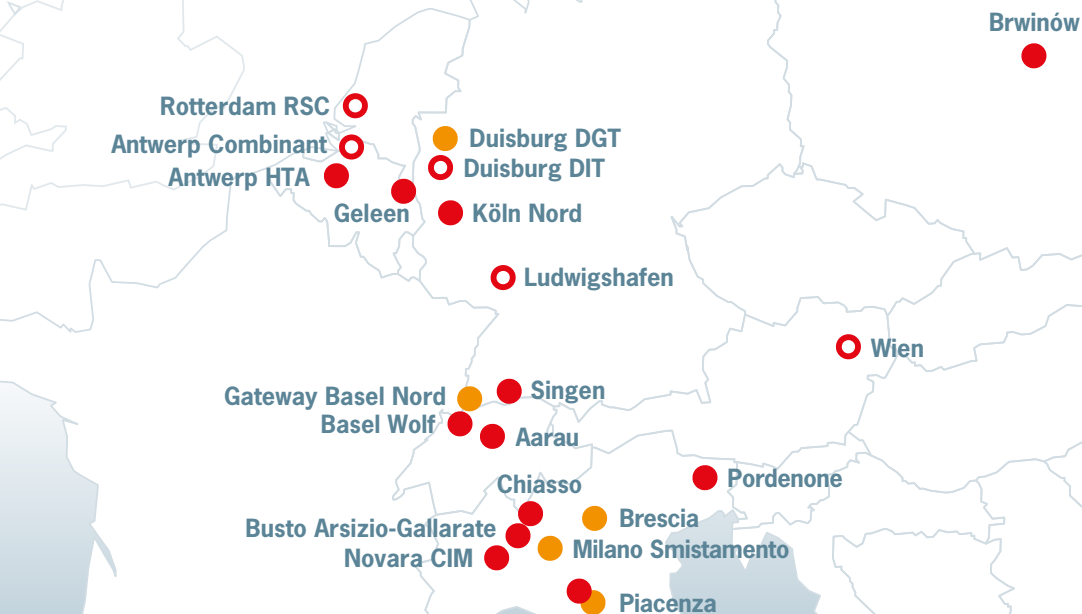 Brwinów
Rotterdam RSC
Antwerp Combinant
Duisburg DGT
Duisburg DIT
Antwerp HTA
Geleen
Köln Nord
Ludwigshafen
Wien
Gateway Basel Nord
Singen
Basel Wolf
Aarau
Pordenone
Chiasso
Brescia
Busto Arsizio-Gallarate
Milano Smistamento
Novara CIM
Piacenza